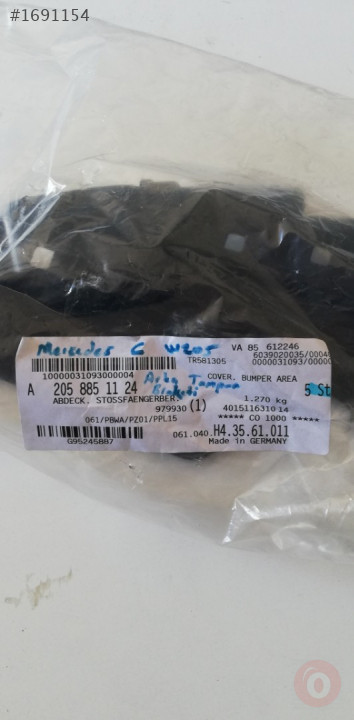 #1691154
Mercedes C W205
VA 85 612246
TR581305
6039020035/0004
0000031093/0000
10000031093000004
COVER, BUMPER AREA
A 205 885 11 24
Arka Tampon
5 St
ABDECK. STOSSFAENGERBER.
1,270 kg
979930 (1)
4015116310 14
061/PBWA/PZ01/PPL15
***** CO 1000 *****
061.040.H4.35.61.011
G95245887
Made in GERMANY